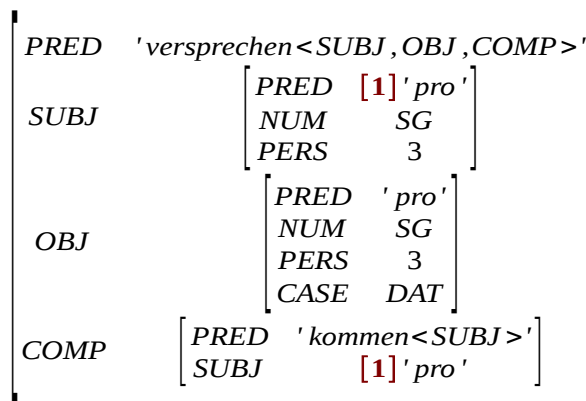 PRED 'versprechen<SUBJ ,OBJ ,COMP>'
SUBJ [PRED [1]'pro'
NUM SG
PERS 3]
OBJ [PRED 'pro'
NUM SG
PERS 3
CASE DAT]
COMP [PRED 'kommen<SUBJ>'
SUBJ [1]'pro']